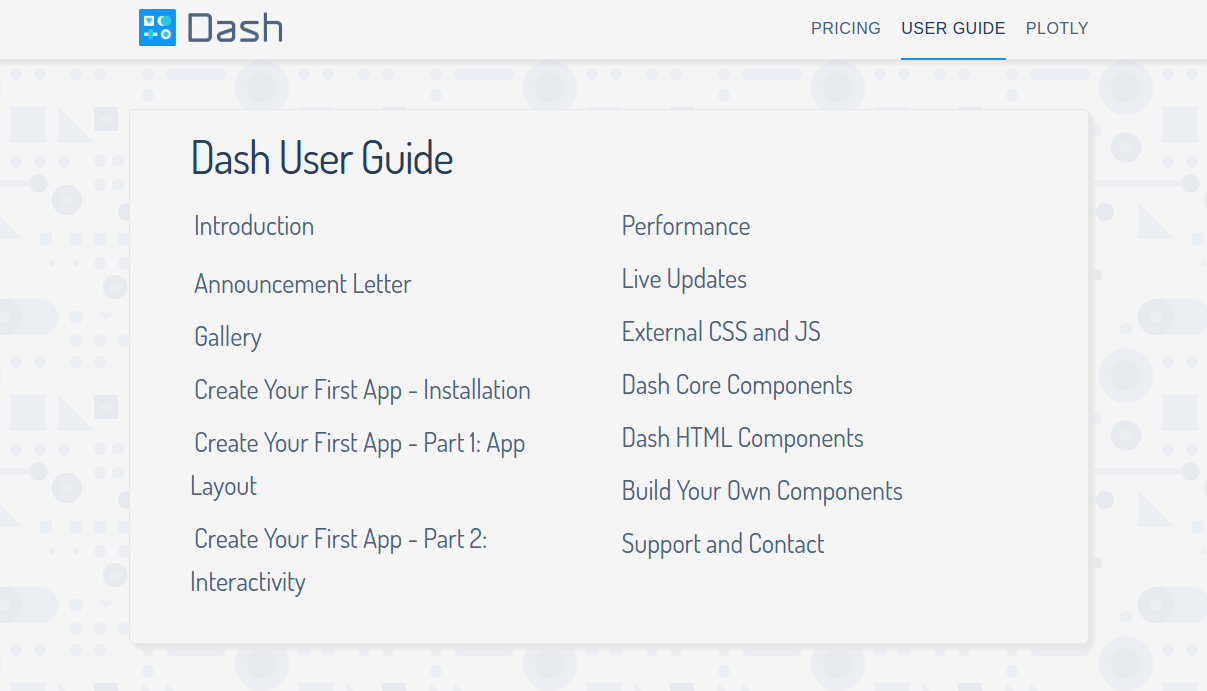 Dash
PRICING
USER GUIDE
PLOTLY
Dash User Guide
Introduction
Announcement Letter
Gallery
Create Your First App - Installation
Create Your First App - Part 1: App
Layout
Create Your First App - Part 2:
Interactivity
Performance
Live Updates
External CSS and JS
Dash Core Components
Dash HTML Components
Build Your Own Components
Support and Contact